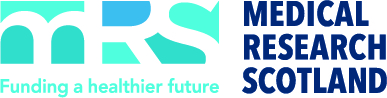 mRS
Funding a healthier future
MEDICAL
RESEARCH
SCOTLAND